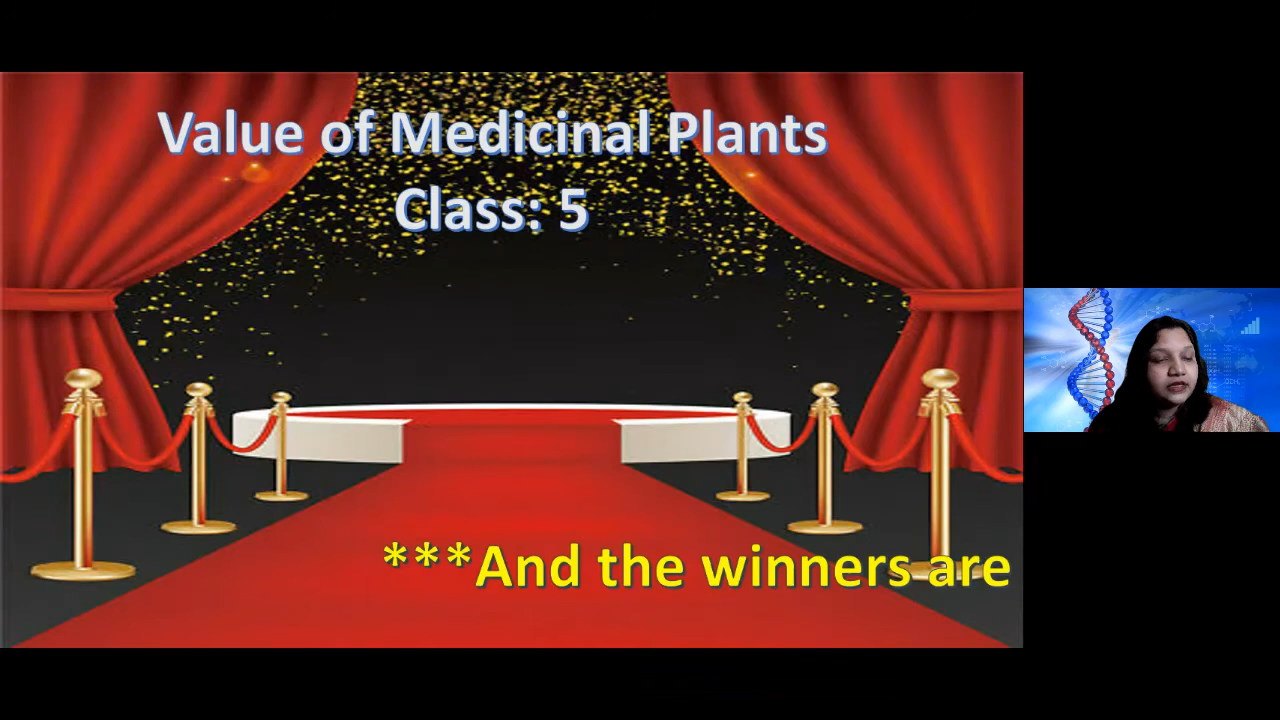 Value of Medicinal Plants
Class: 5
***And the winners are